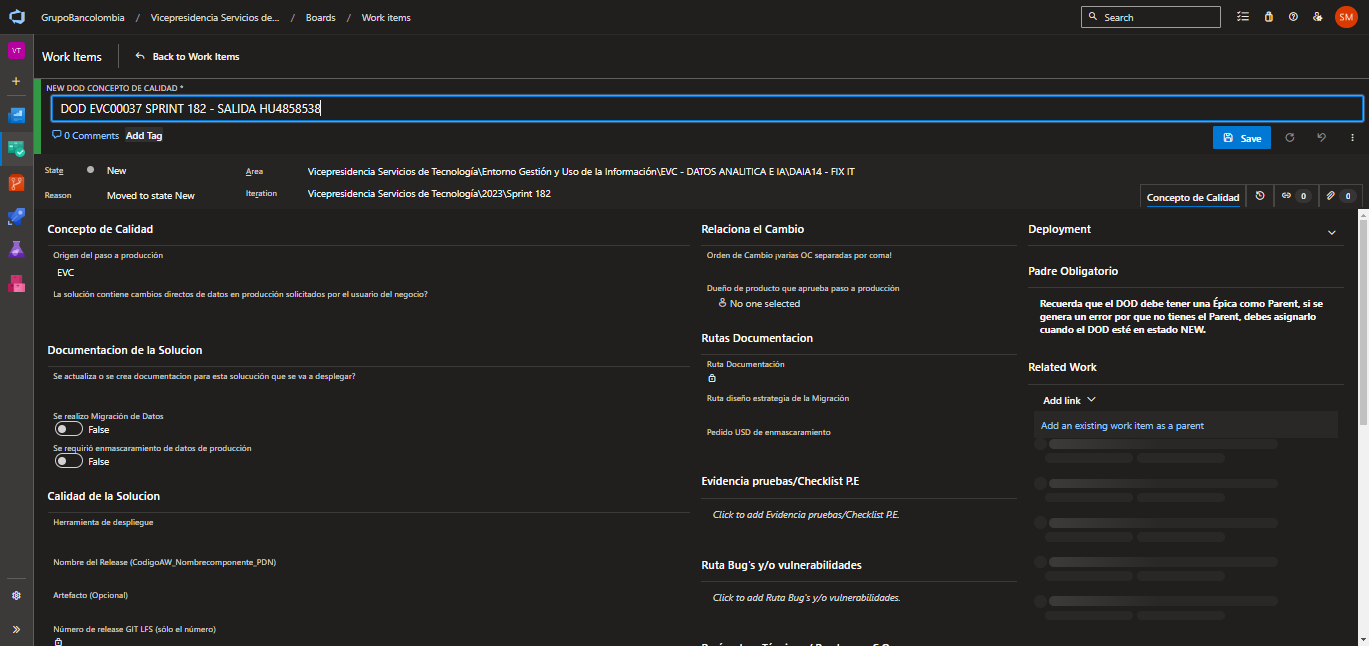 GrupoBancolombia / Vicepresidencia Servicios de... / Boards / Work items
Search
SM
VT
Work Items
Back to Work Items
NEW DOD CONCEPTO DE CALIDAD *
DOD EVC00037 SPRINT 182 - SALIDA HU4858538
0 Comments
Add Tag
Save
State
New
Area
Vicepresidencia Servicios de Tecnología\Entorno Gestión y Uso de la Información\EVC - DATOS ANALITICA E IA\DAIA14 - FIX IT
Reason
Moved to state New
Iteration
Vicepresidencia Servicios de Tecnología\2023\Sprint 182
Concepto de Calidad
0
0
Concepto de Calidad
Origen del paso a producción
EVC
La solución contiene cambios directos de datos en producción solicitados por el usuario del negocio?
Documentacion de la Solucion
Se actualiza o se crea documentacion para esta solucución que se va a desplegar?
Se realizo Migración de Datos
False
Se requirió enmascaramiento de datos de producción
False
Calidad de la Solucion
Herramienta de despliegue
Nombre del Release (CodigoAW_Nombrecomponente_PDN)
Artefacto (Opcional)
Número de release GIT LFS (sólo el número)
Relaciona el Cambio
Orden de Cambio ¡varias OC separadas por coma!
Dueño de producto que aprueba paso a producción
No one selected
Rutas Documentacion
Ruta Documentación
Ruta diseño estrategia de la Migración
Pedido USD de enmascaramiento
Evidencia pruebas/Checklist P.E
Click to add Evidencia pruebas/Checklist P.E.
Ruta Bug's y/o vulnerabilidades
Click to add Ruta Bug's y/o vulnerabilidades.
Deployment
Padre Obligatorio
Recuerda que el DOD debe tener una Épica como Parent, si se
genera un error por que no tienes el Parent, debes asignarlo
cuando el DOD esté en estado NEW.
Related Work
Add link
Add an existing work item as a parent